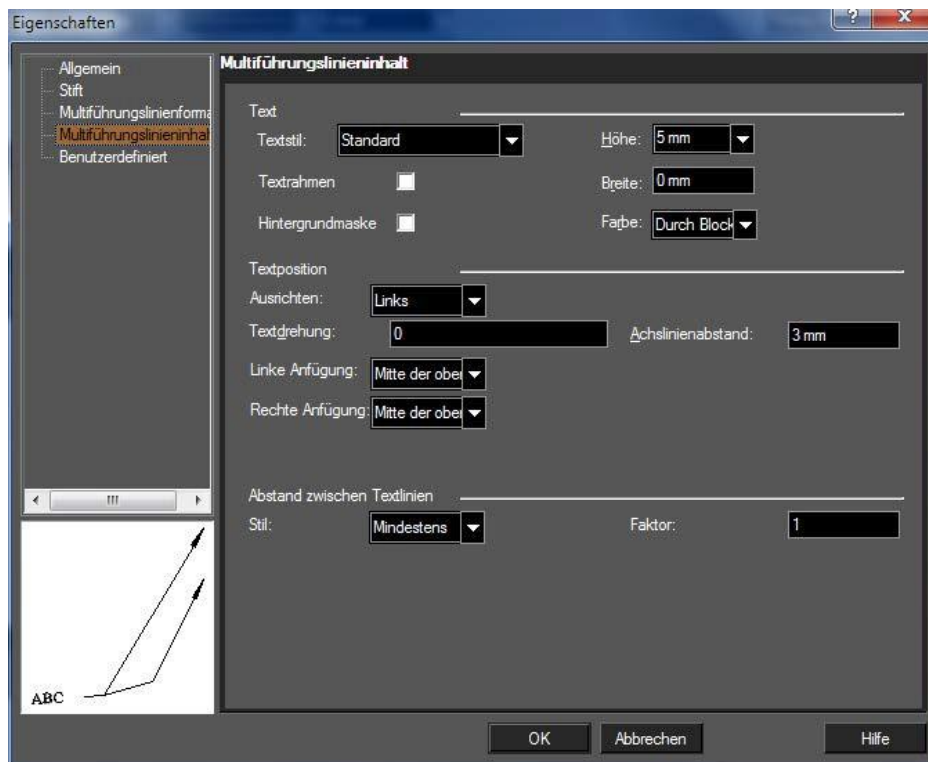 Eigenschaften
?
X
Allgemein
Stift
Multiführungslinienforma
Multiführungslinieninhal
Benutzerdefiniert
ABC
Multiführungslinieninhalt
Text
Textstil: Standard Höhe: 5 mm
Textrahmen Breite: 0 mm
Hintergrundmaske Farbe: Durch Block
Textposition
Ausrichten: Links
Textdrehung: 0 Achslinienabstand: 3 mm
Linke Anfügung: Mitte der ober
Rechte Anfügung: Mitte der ober
Abstand zwischen Textlinien
Stil: Mindestens Faktor: 1
OK Abbrechen Hilfe